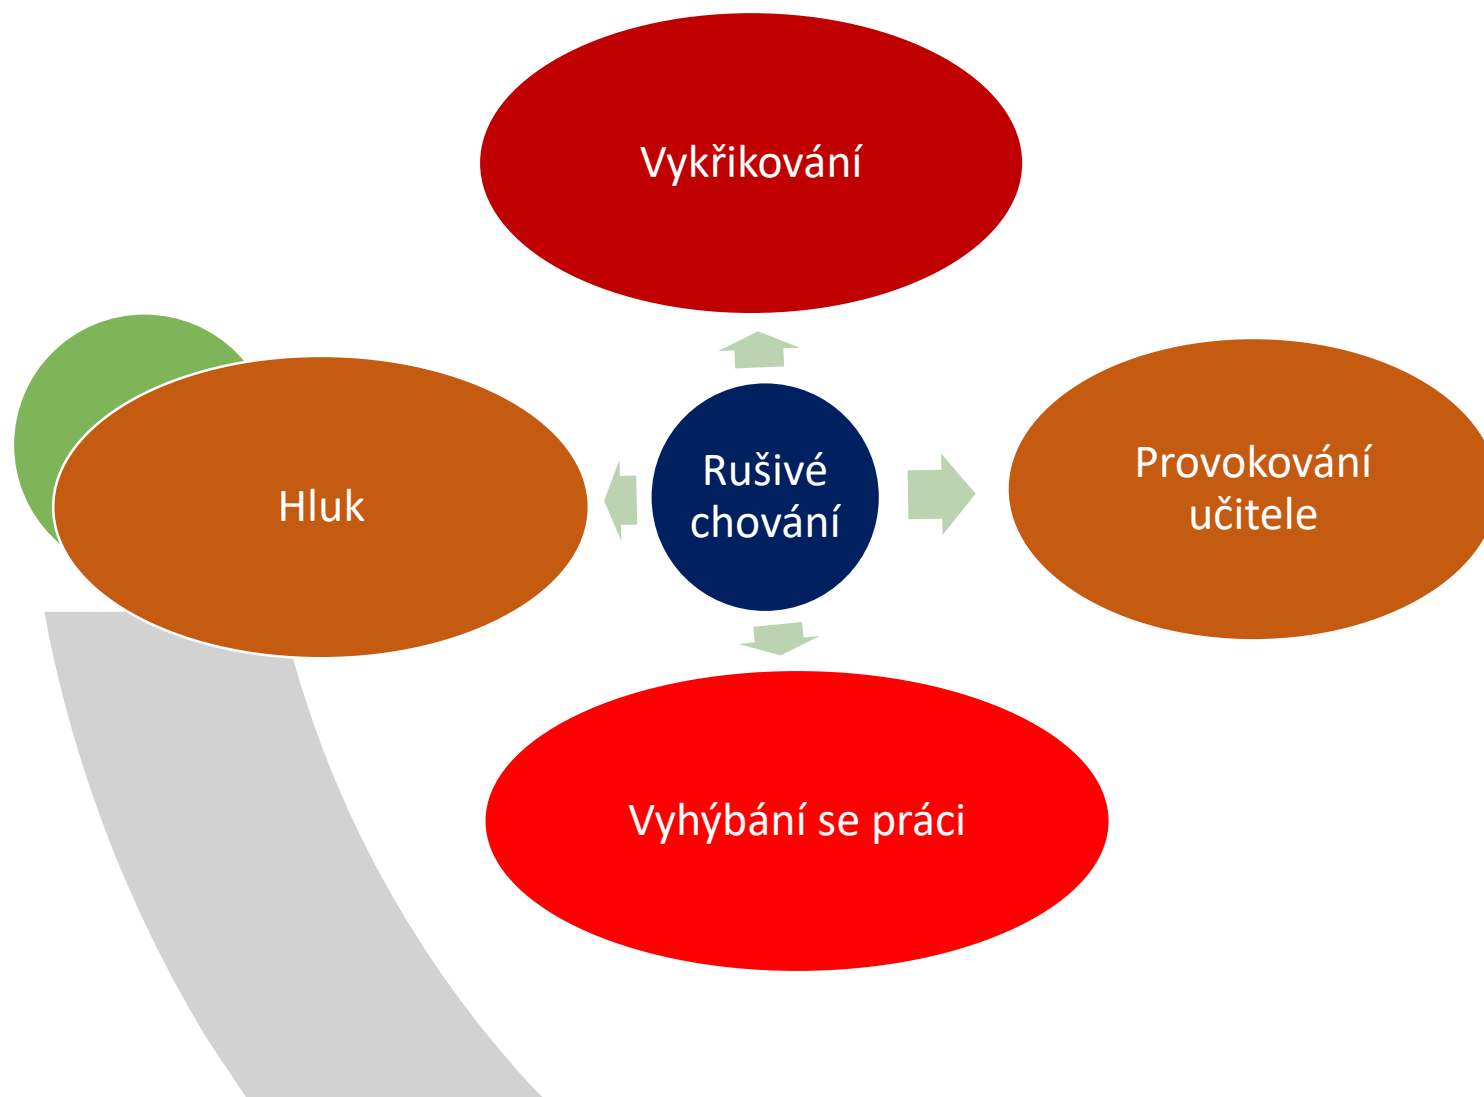 Vykřikování
Hluk
Rušivé
chování
Provokování
učitele
Vyhýbání se práci